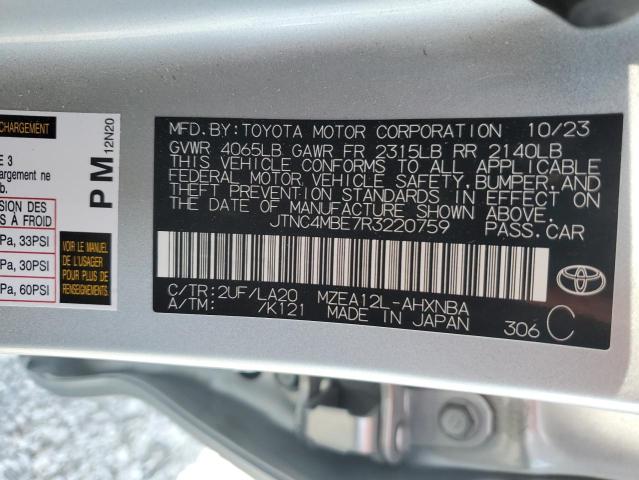 CHARGEMENT
E 3
hargement ne
b.
SION DES
S À FROID
Pa, 33PSI
Pa, 30PSI
Pa, 60PSI
VOIR LE MANUEL
DE L'USAGER
POUR PLUS DE
RENSEIGNEMENTS
PM 12N20
MFD.BY:TOYOTA MOTOR CORPORATION 10/23
GVWR 4065LB GAWR FR 2315LB RR 2140LB
THIS VEHICLE CONFORMS TO ALL APPLICABLE
FEDERAL MOTOR VEHICLE SAFETY,BUMPER,AND
THEFT PREVENTION STANDARDS IN EFFECT ON
THE DATE OF MANUFACTURE SHOWN ABOVE.
JTNC4MBE7R3220759 PASS.CAR
C/TR:2UF/LA20 MZEA12L-AHXNBA
A/TM: /K121 MADE IN JAPAN
306 C
TOYOTA